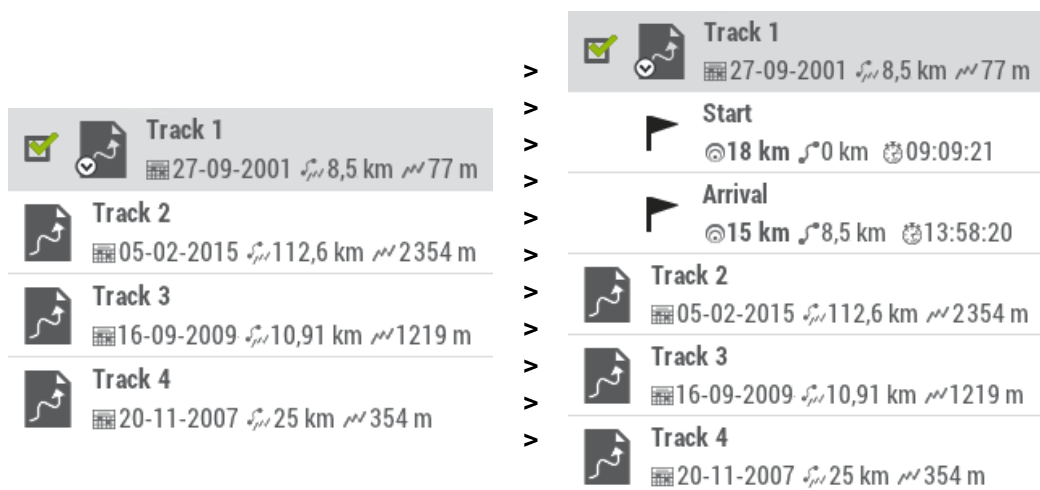 Track 1
27-09-2001 8,5 km 77 m
Track 2
05-02-2015 112,6 km 2354 m
Track 3
16-09-2009 10,91 km 1219 m
Track 4
20-11-2007 25 km 354 m
>
>
>
>
>
>
>
>
>
>
>
Track 1
27-09-2001 8,5 km 77 m
Start
18 km 0 km 09:09:21
Arrival
15 km 8,5 km 13:58:20
Track 2
05-02-2015 112,6 km 2354 m
Track 3
16-09-2009 10,91 km 1219 m
Track 4
20-11-2007 25 km 354 m